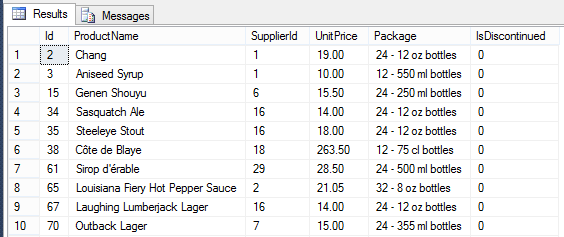 Results Messages
Id ProductName SupplierId UnitPrice Package IsDiscontinued
1 2 Chang 1 19.00 24 - 12 oz bottles 0
2 3 Aniseed Syrup 1 10.00 12 - 550 ml bottles 0
3 15 Genen Shouyu 6 15.50 24 - 250 ml bottles 0
4 34 Sasquatch Ale 16 14.00 24 - 12 oz bottles 0
5 35 Steeleye Stout 16 18.00 24 - 12 oz bottles 0
6 38 Côte de Blaye 18 263.50 12 - 75 cl bottles 0
7 61 Sirop d'érable 29 28.50 24 - 500 ml bottles 0
8 65 Louisiana Fiery Hot Pepper Sauce 2 21.05 32 - 8 oz bottles 0
9 67 Laughing Lumberjack Lager 16 14.00 24 - 12 oz bottles 0
10 70 Outback Lager 7 15.00 24 - 355 ml bottles 0